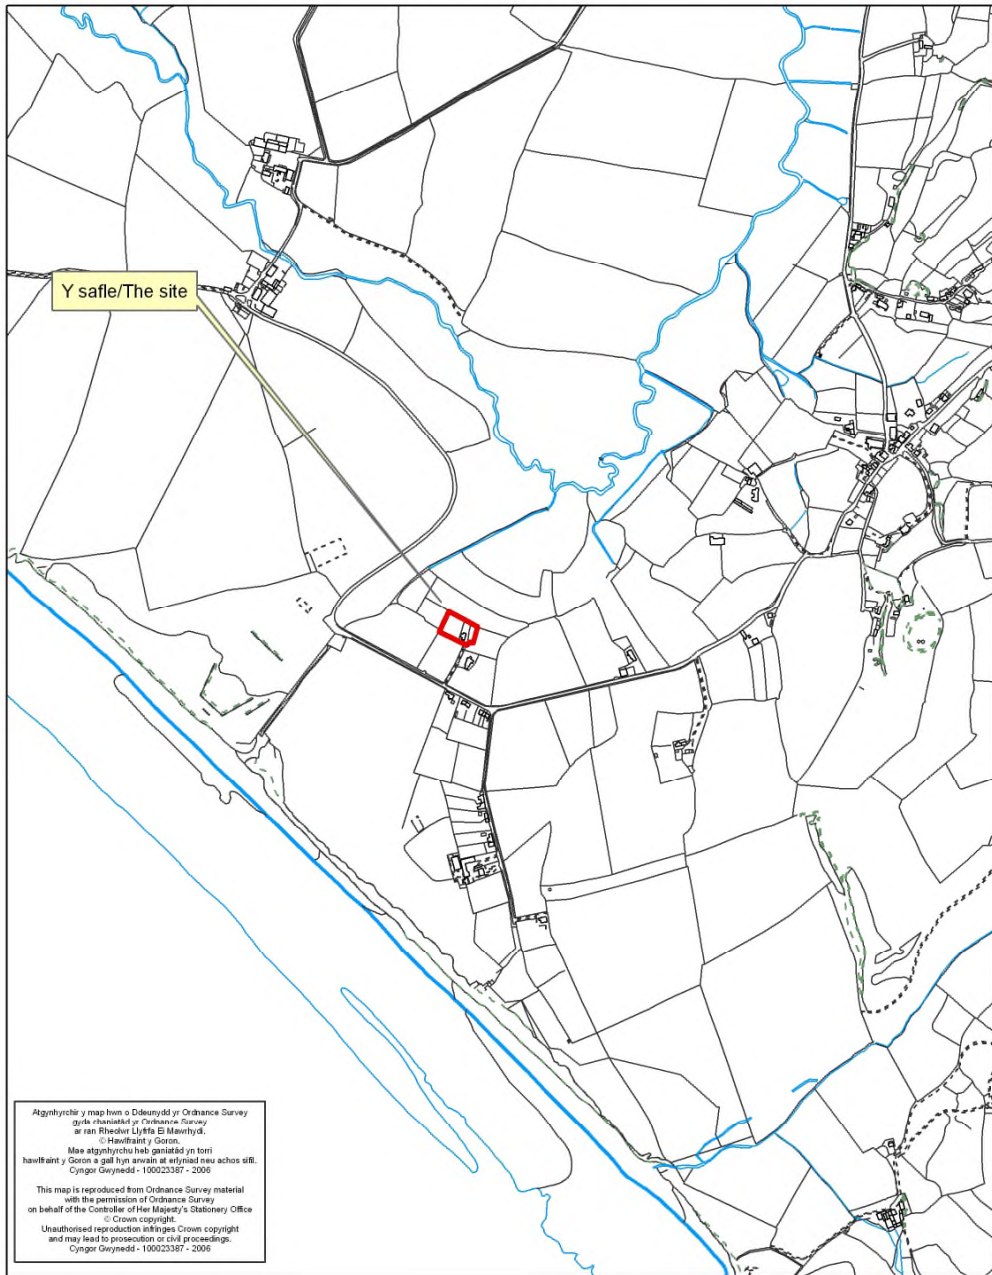 Y safle/The site
Atgynhyrchir y map hwn o Ddeunydd yr Ordnance Survey
gyda chaniatâd yr Ordnance Survey
ar ran Rheolwr Llyfrfa Ei Mawrhydi.
© Hawlfraint y Goron.
Mae atgynhyrchu heb ganiatâd yn torri
hawlfraint y Goron a gall hyn arwain at erlyniad neu achos sifil.
Cyngor Gwynedd - 100023387 - 2006
This map is reproduced from Ordnance Survey material
with the permission of Ordnance Survey
on behalf of the Controller of Her Majesty's Stationery Office
© Crown copyright.
Unauthorised reproduction infringes Crown copyright
and may lead to prosecution or civil proceedings.
Cyngor Gwynedd - 100023387 - 2006